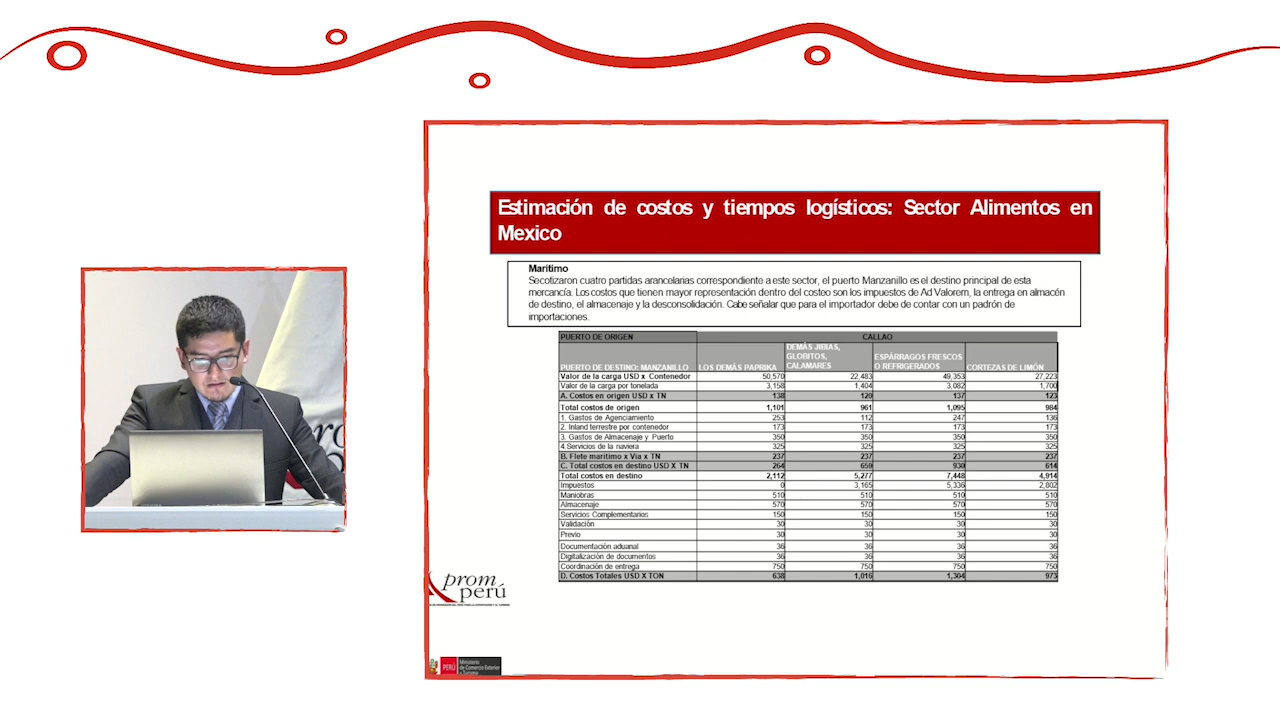 Estimación de costos y tiempos logísticos: Sector Alimentos en
Mexico
Marítimo
Secotizaron cuatro partidas arancelarias correspondiente a este sector, el puerto Manzanillo es el destino principal de esta
mercancía. Los costos que tienen mayor representación dentro del costeo son los impuestos de Ad Valorem, la entrega en almacén
de destino, el almacenaje y la desconsolidación. Cabe señalar que para el importador debe de contar con un padrón de
importaciones.
PUERTO DE ORIGEN CALLAO
PUERTO DE DESTINO: MANZANILLO LOS DEMÁS PAPRIKA DEMÁS JIBIAS, GLOBITOS, CALAMARES ESPÁRRAGOS FRESCOS O REFRIGERADOS CORTEZAS DE LIMÓN
Valor de la carga USD x Contenedor 50,570 22,483 49,353 27,223
Valor de la carga por tonelada 3,158 1,404 3,082 1,700
A. Costos en origen USD x TN 138 120 137 123
Total costos de origen 1,101 961 1,095 984
1. Gastos de Agenciamiento 253 112 247 136
2. Inland terrestre por contenedor 173 173 173 173
3. Gastos de Almacenaje y Puerto 350 350 350 350
4.Servicios de la naviera 325 325 325 325
B. Flete marítimo x Vía x TN 237 237 237 237
C. Total costos en destino USD X TN 264 659 930 614
Total costos en destino 2,112 5,277 7,448 4,914
Impuestos 0 3,165 5,336 2,802
Maniobras 510 510 510 510
Almacenaje 570 570 570 570
Servicios Complementarios 150 150 150 150
Validación 30 30 30 30
Previo 30 30 30 30
Documentación aduanal 36 36 36 36
Digitalización de documentos 36 36 36 36
Coordinación de entrega 750 750 750 750
D. Costos Totales USD X TON 638 1,016 1,304 973
prom
perú
PERÚ
Ministerio
de Comercio Exterior
y Turismo